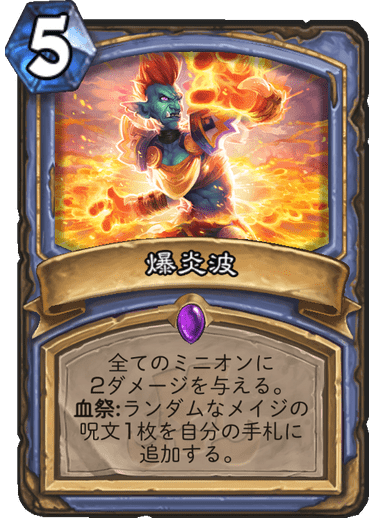 5
爆炎波
全てのミニオンに
2ダメージを与える。
血祭:ランダムなメイジの
呪文1枚を自分の手札に
追加する。